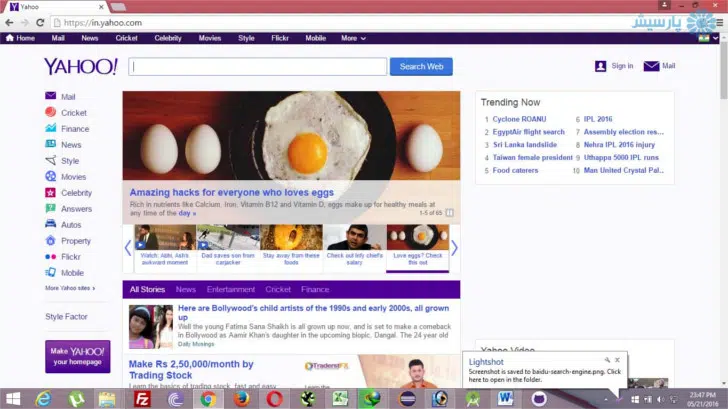 Yahoo
https://in.yahoo.com
پارسیشر
Home Mail News Cricket Celebrity Movies Style Flickr Mobile More
YAHOO!
Search Web
Sign in
Mail
Mail
Cricket
Finance
News
Style
Movies
Celebrity
Answers
Autos
Property
Flickr
Mobile
More Yahoo sites >
Style Factor
Make YAHOO!
your homepage
Amazing hacks for everyone who loves eggs
Rich in nutrients like Calcium, Iron, Vitamin B12 and Vitamin D, eggs make up for healthy meals at
any time of the day »
1-5 of 65
Watch: Abhi, Ash's
awkward moment
Dad saves son from
carjacker
Stay away from these
foods
Check out Infy chief's
salary
Love eggs? Check
this out
All Stories News Entertainment Cricket Finance
Here are Bollywood's child artists of the 1990s and early 2000s, all grown
up
Well the young Fatima Sana Shaikh is all grown up now, and is set to make a comeback
in Bollywood as Aamir Khan's daughter in the upcoming biopic, Dangal. The 24 year old
Daily Musings
Make Rs 2,50,000/month by
Trading Stock
Learn the basics of trading stock, fast and easy
Trending Now
1 Cyclone ROANU
2 EgyptAir flight search
3 Sri Lanka landslide
4 Taiwan female president
5 Food caterers
6 IPL 2016
7 Assembly election res...
8 Nehra IPL 2016 injury
9 Uthappa 5000 IPL runs
10 Man United Crystal Pal...
Yahoo Video
Lightshot
Screenshot is saved to baidu-search-engine.png. Click
here to open in the folder.
23:47 PM
05/21/2016